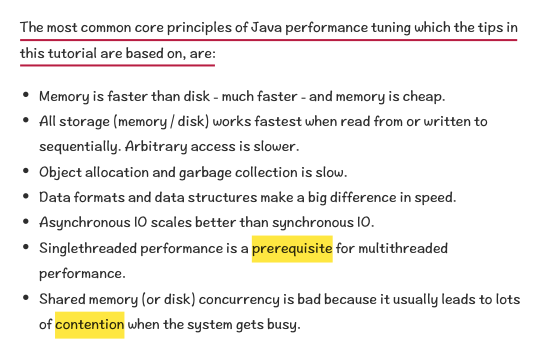 The most common core principles of Java performance tuning which the tips in
this tutorial are based on, are:
• Memory is faster than disk - much faster - and memory is cheap.
• All storage (memory / disk) works fastest when read from or written to
sequentially. Arbitrary access is slower.
• Object allocation and garbage collection is slow.
• Data formats and data structures make a big difference in speed.
• Asynchronous IO scales better than synchronous IO.
• Singlethreaded performance is a prerequisite for multithreaded
performance.
• Shared memory (or disk) concurrency is bad because it usually leads to lots
of contention when the system gets busy.